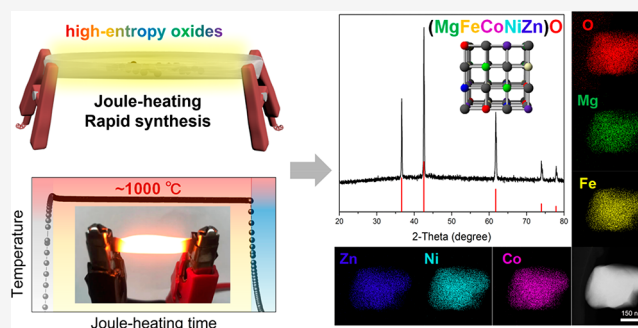 high-entropy oxides
Joule-heating
Rapid synthesis
~1000 ℃
Temperature
Joule-heating time
(MgFeCoNiZn)O
20 30 40 50 60 70 80
2-Theta (degree)
O
Mg
Fe
Zn
Ni
Co